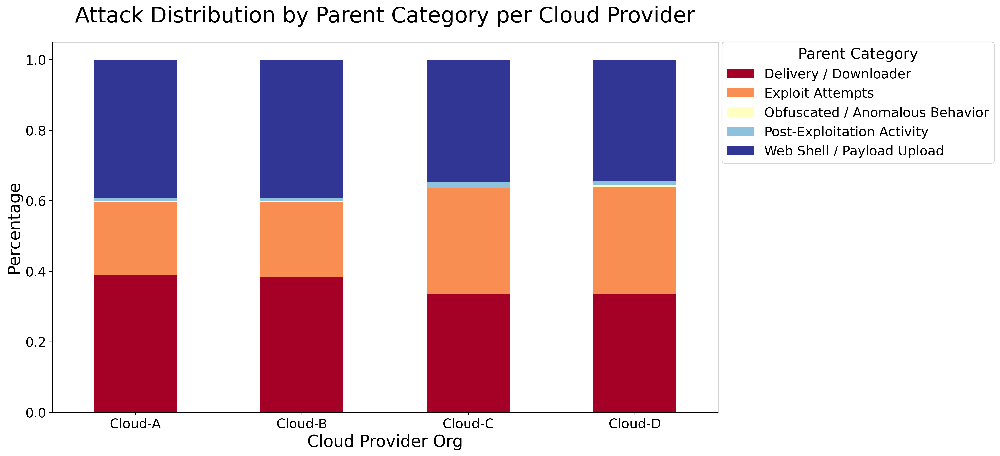 Attack Distribution by Parent Category per Cloud Provider
Parent Category
Delivery / Downloader
Exploit Attempts
Obfuscated / Anomalous Behavior
Post-Exploitation Activity
Web Shell / Payload Upload
Percentage
1.0
0.8
0.6
0.4
0.2
0.0
Cloud-A Cloud-B Cloud-C Cloud-D
Cloud Provider Org